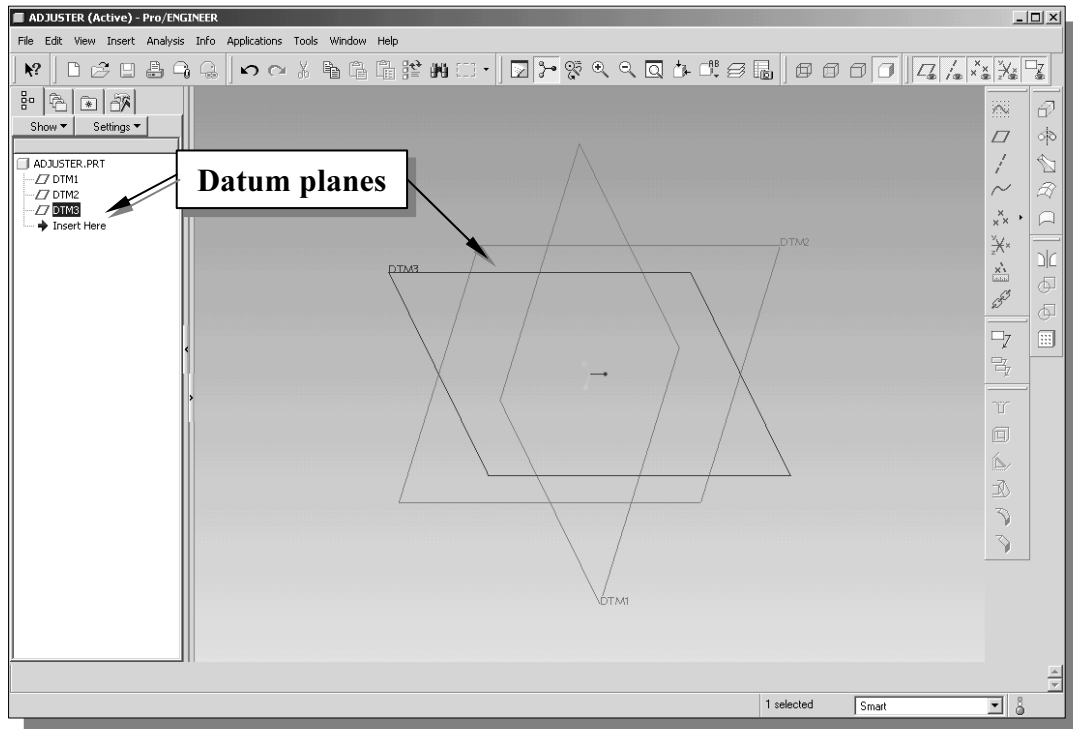 ADJUSTER (Active) - Pro/ENGINEER
File Edit View Insert Analysis Info Applications Tools Window Help
Show Settings
ADJUSTER.PRT
DTM1
DTM2
DTM3
Insert Here
Datum planes
DTM2
DTM3
DTM1
1 selected
Smart